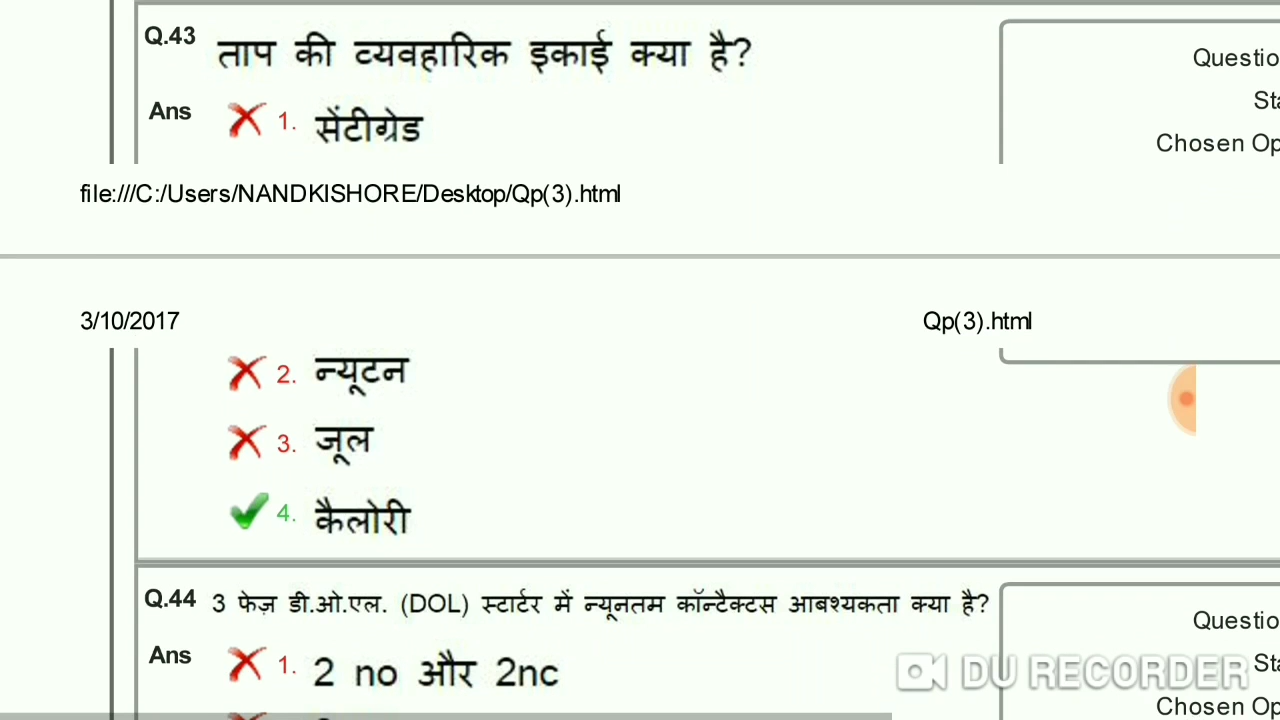 Q.43 ताप की व्यवहारिक इकाई क्या है?
Questio
Ans 1. सेंटीग्रेड
Sta
Chosen Op
file:///C:/Users/NANDKISHORE/Desktop/Qp(3).html
3/10/2017 Qp(3).html
2. न्यूटन
3. जूल
4. कैलोरी
Q.44 3 फेज़ डी.ओ.एल. (DOL) स्टार्टर में न्यूनतम कॉन्टैक्टस आबश्यकता क्या है?
Questio
Ans 1. 2 no और 2nc
DU RECORDER
Sta
Chosen Op